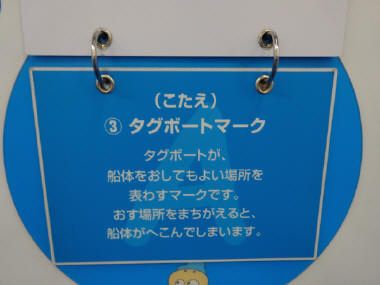 (こたえ)
③ タグボートマーク
タグボートが、
船体をおしてもよい場所を
表わすマークです。
おす場所をまちがえると、
船体がへこんでしまいます。